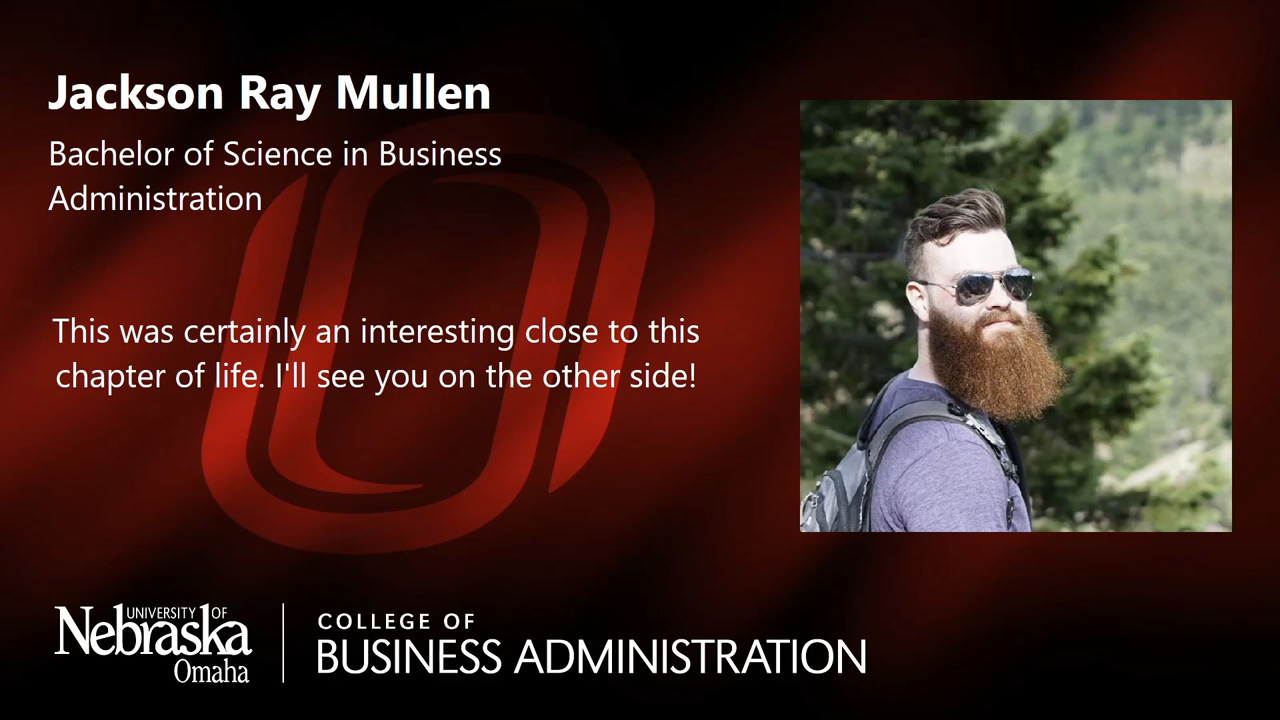 Jackson Ray Mullen
Bachelor of Science in Business
Administration
This was certainly an interesting close to this
chapter of life. I'll see you on the other side!
UNIVERSITY OF
Nebraska
Omaha
COLLEGE OF
BUSINESS ADMINISTRATION